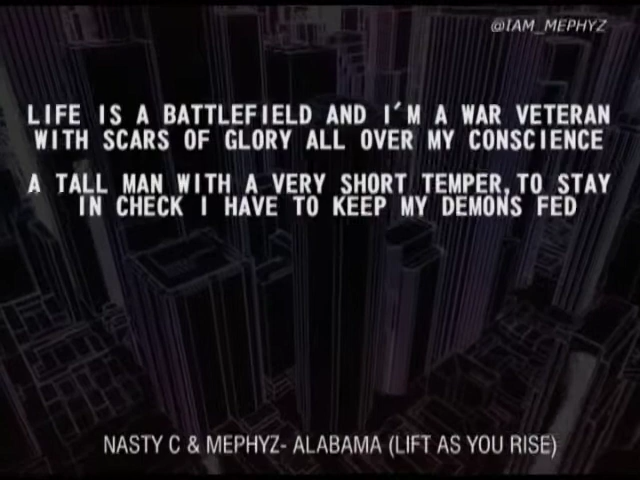 @IAM_MEPHYZ
LIFE IS A BATTLEFIELD AND I'M A WAR VETERAN
WITH SCARS OF GLORY ALL OVER MY CONSCIENCE
A TALL MAN WITH A VERY SHORT TEMPER, TO STAY
IN CHECK I HAVE TO KEEP MY DEMONS FED
NASTY C & MEPHYZ- ALABAMA (LIFT AS YOU RISE)